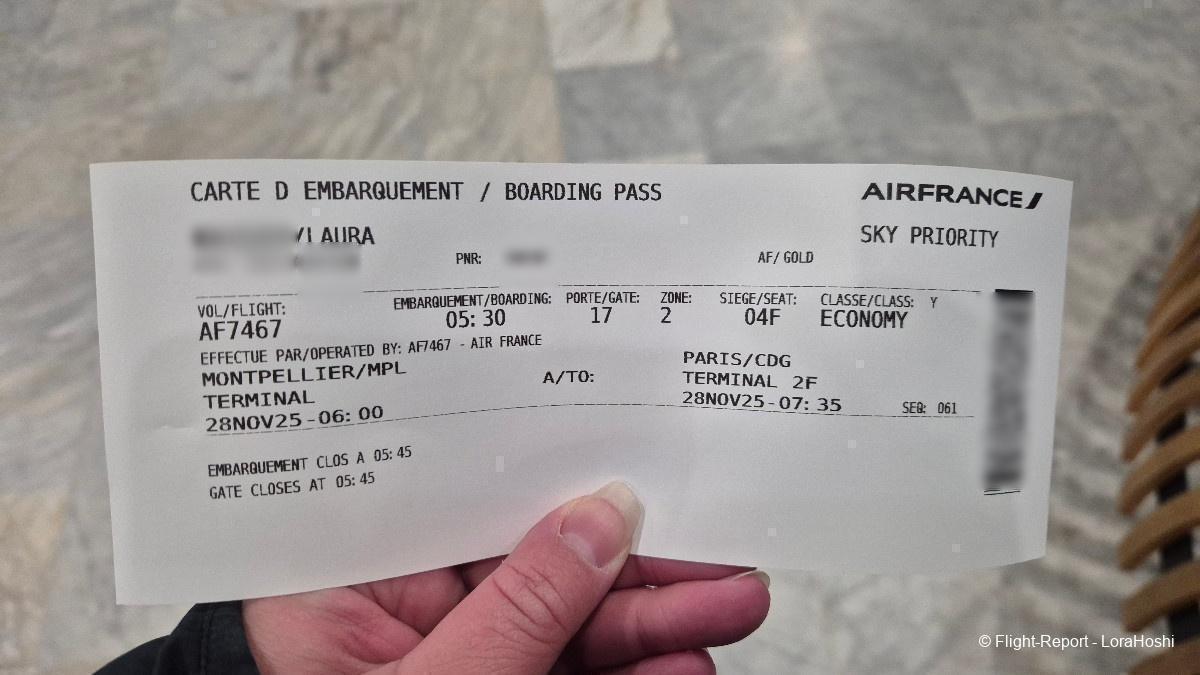 CARTE D EMBARQUEMENT / BOARDING PASS
AIRFRANCE
/LAURA
SKY PRIORITY
PNR:
AF/ GOLD
VOL/FLIGHT: EMBARQUEMENT/BOARDING: PORTE/GATE: ZONE: SIEGE/SEAT: CLASSE/CLASS: Y
AF7467 05:30 17 2 04F ECONOMY
EFFECTUE PAR/OPERATED BY: AF7467 - AIR FRANCE
MONTPELLIER/MPL A/TO: PARIS/CDG
TERMINAL TERMINAL 2F
28NOV25-06:00 28NOV25-07:35 SEQ: 061
EMBARQUEMENT CLOS A 05:45
GATE CLOSES AT 05:45
© Flight-Report - LoraHoshi